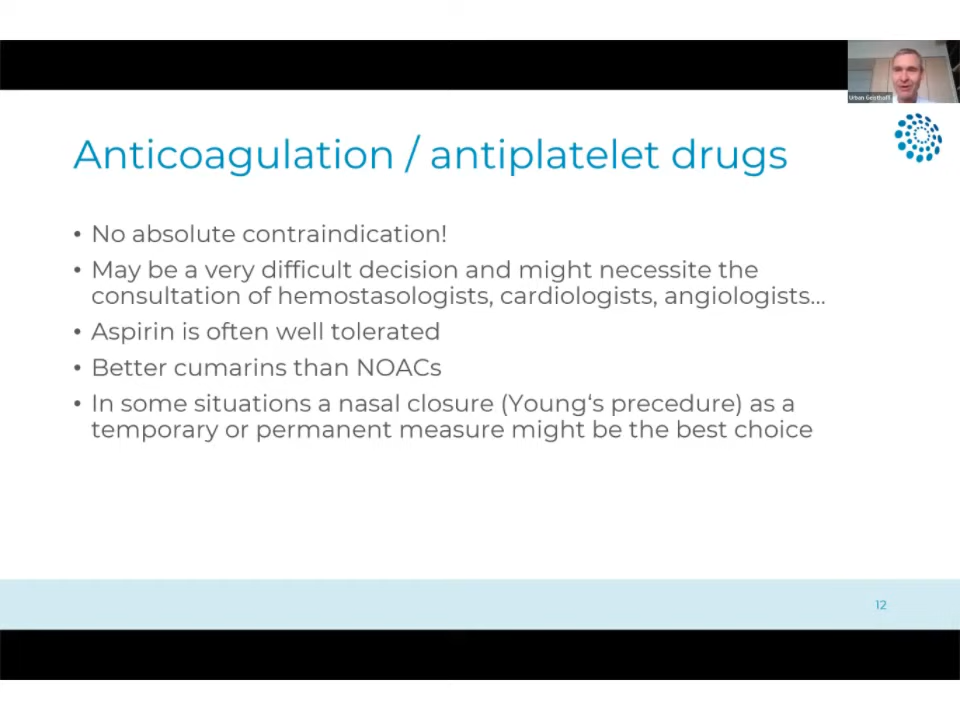 Urban Geisthoff
Anticoagulation / antiplatelet drugs
• No absolute contraindication!
• May be a very difficult decision and might necessite the
consultation of hemostasologists, cardiologists, angiologists...
• Aspirin is often well tolerated
• Better cumarins than NOACs
• In some situations a nasal closure (Young‘s precedure) as a
temporary or permanent measure might be the best choice
12